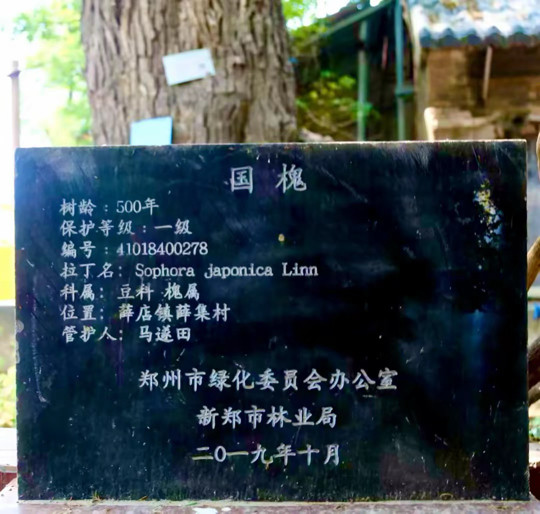 国槐
树龄：500年
保护等级：一级
编号：41018400278
拉丁名：Sophora japonica Linn
科属：豆科 槐属
位置：薛店镇薛集村
管护人：马遂田
郑州市绿化委员会办公室
新郑市林业局
二〇一九年十月